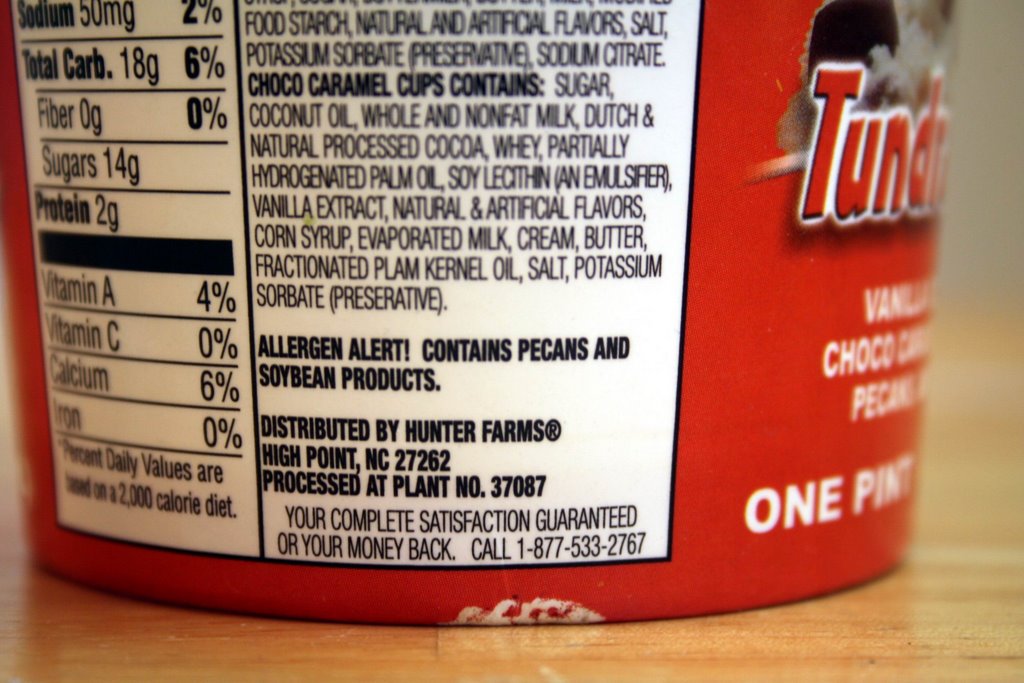 Sodium 50mg 2%
Total Carb. 18g 6%
Fiber 0g 0%
Sugars 14g
Protein 2g
Vitamin A 4%
Vitamin C 0%
Calcium 6%
Iron 0%
*Percent Daily Values are
based on a 2,000 calorie diet.
FOOD STARCH, NATURAL AND ARTIFICIAL FLAVORS, SALT,
POTASSIUM SORBATE (PRESERVATIVE), SODIUM CITRATE.
CHOCO CARAMEL CUPS CONTAINS: SUGAR,
COCONUT OIL, WHOLE AND NONFAT MILK, DUTCH &
NATURAL PROCESSED COCOA, WHEY, PARTIALLY
HYDROGENATED PALM OIL, SOY LECITHIN (AN EMULSIFIER),
VANILLA EXTRACT, NATURAL & ARTIFICIAL FLAVORS,
CORN SYRUP, EVAPORATED MILK, CREAM, BUTTER,
FRACTIONATED PLAM KERNEL OIL, SALT, POTASSIUM
SORBATE (PRESERATIVE).
ALLERGEN ALERT! CONTAINS PECANS AND
SOYBEAN PRODUCTS.
DISTRIBUTED BY HUNTER FARMS®
HIGH POINT, NC 27262
PROCESSED AT PLANT NO. 37087
YOUR COMPLETE SATISFACTION GUARANTEED
OR YOUR MONEY BACK. CALL 1-877-533-2767
Tund
VANILL
CHOCO CA
PECAN
ONE PINT